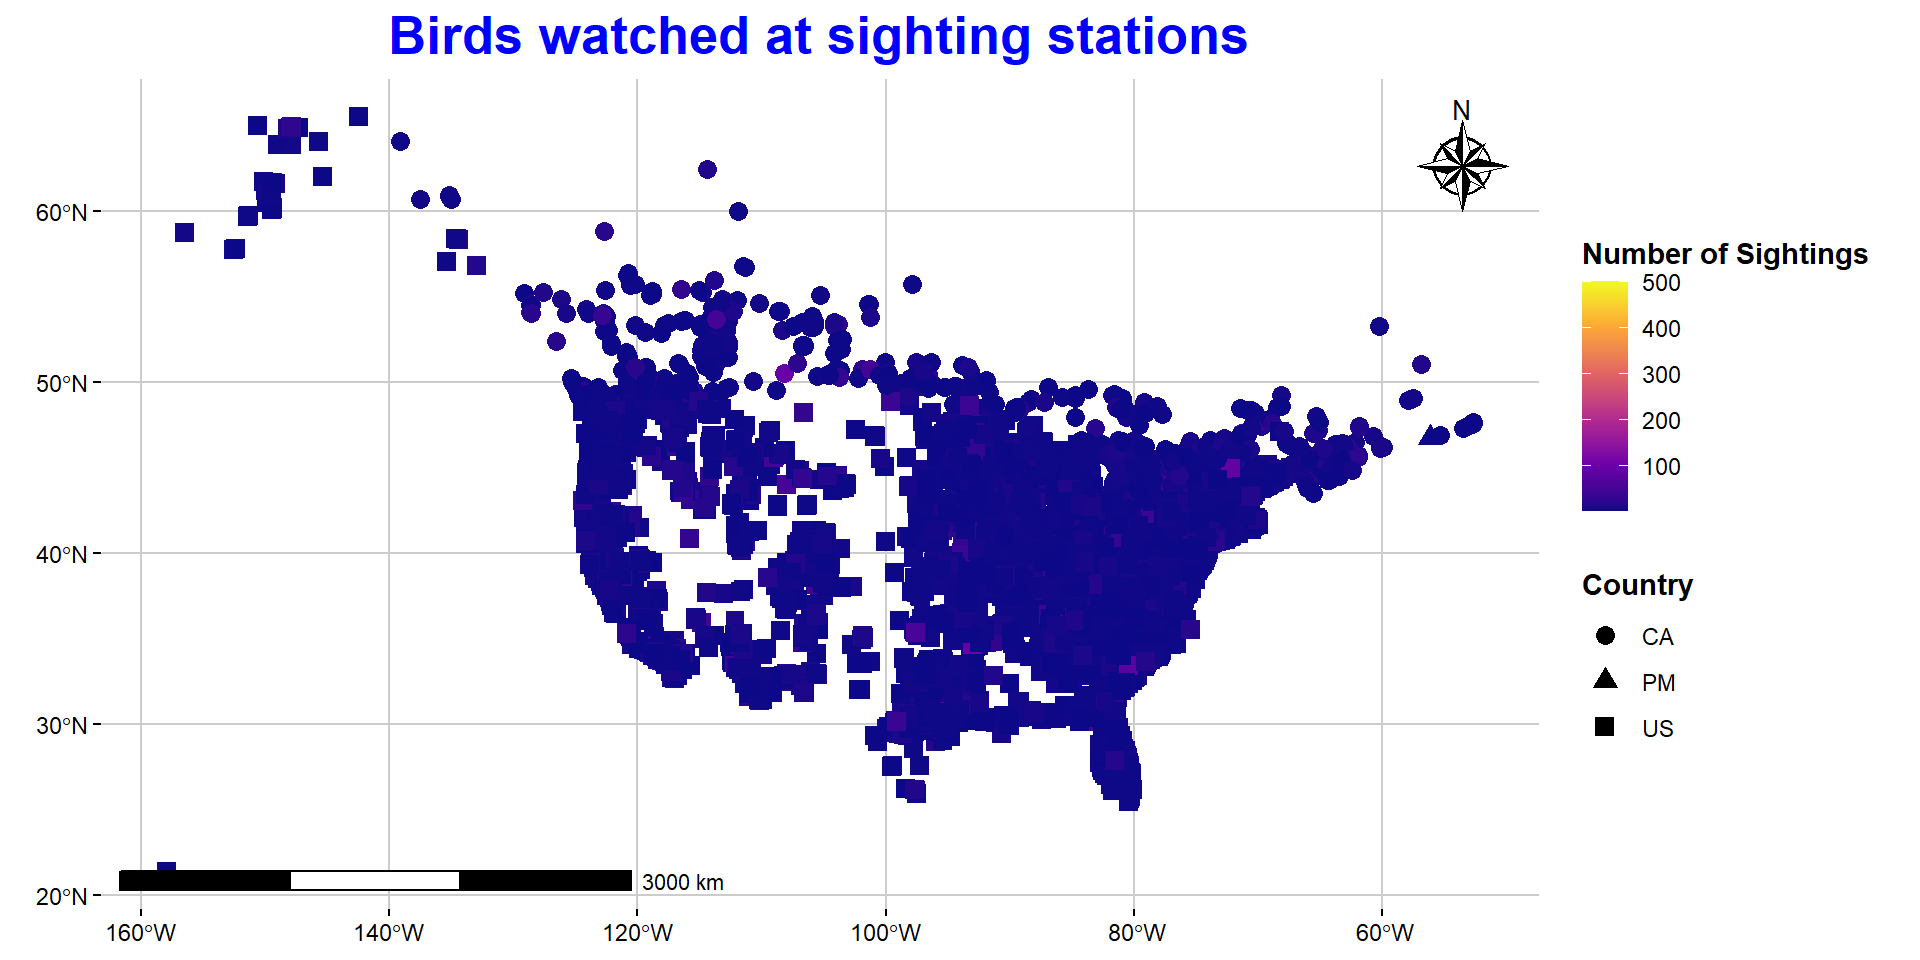 Birds watched at sighting stations
N
60°N
50°N
40°N
30°N
20°N
160°W
140°W
120°W
100°W
80°W
60°W
3000 km
Number of Sightings
500
400
300
200
100
Country
CA
PM
US